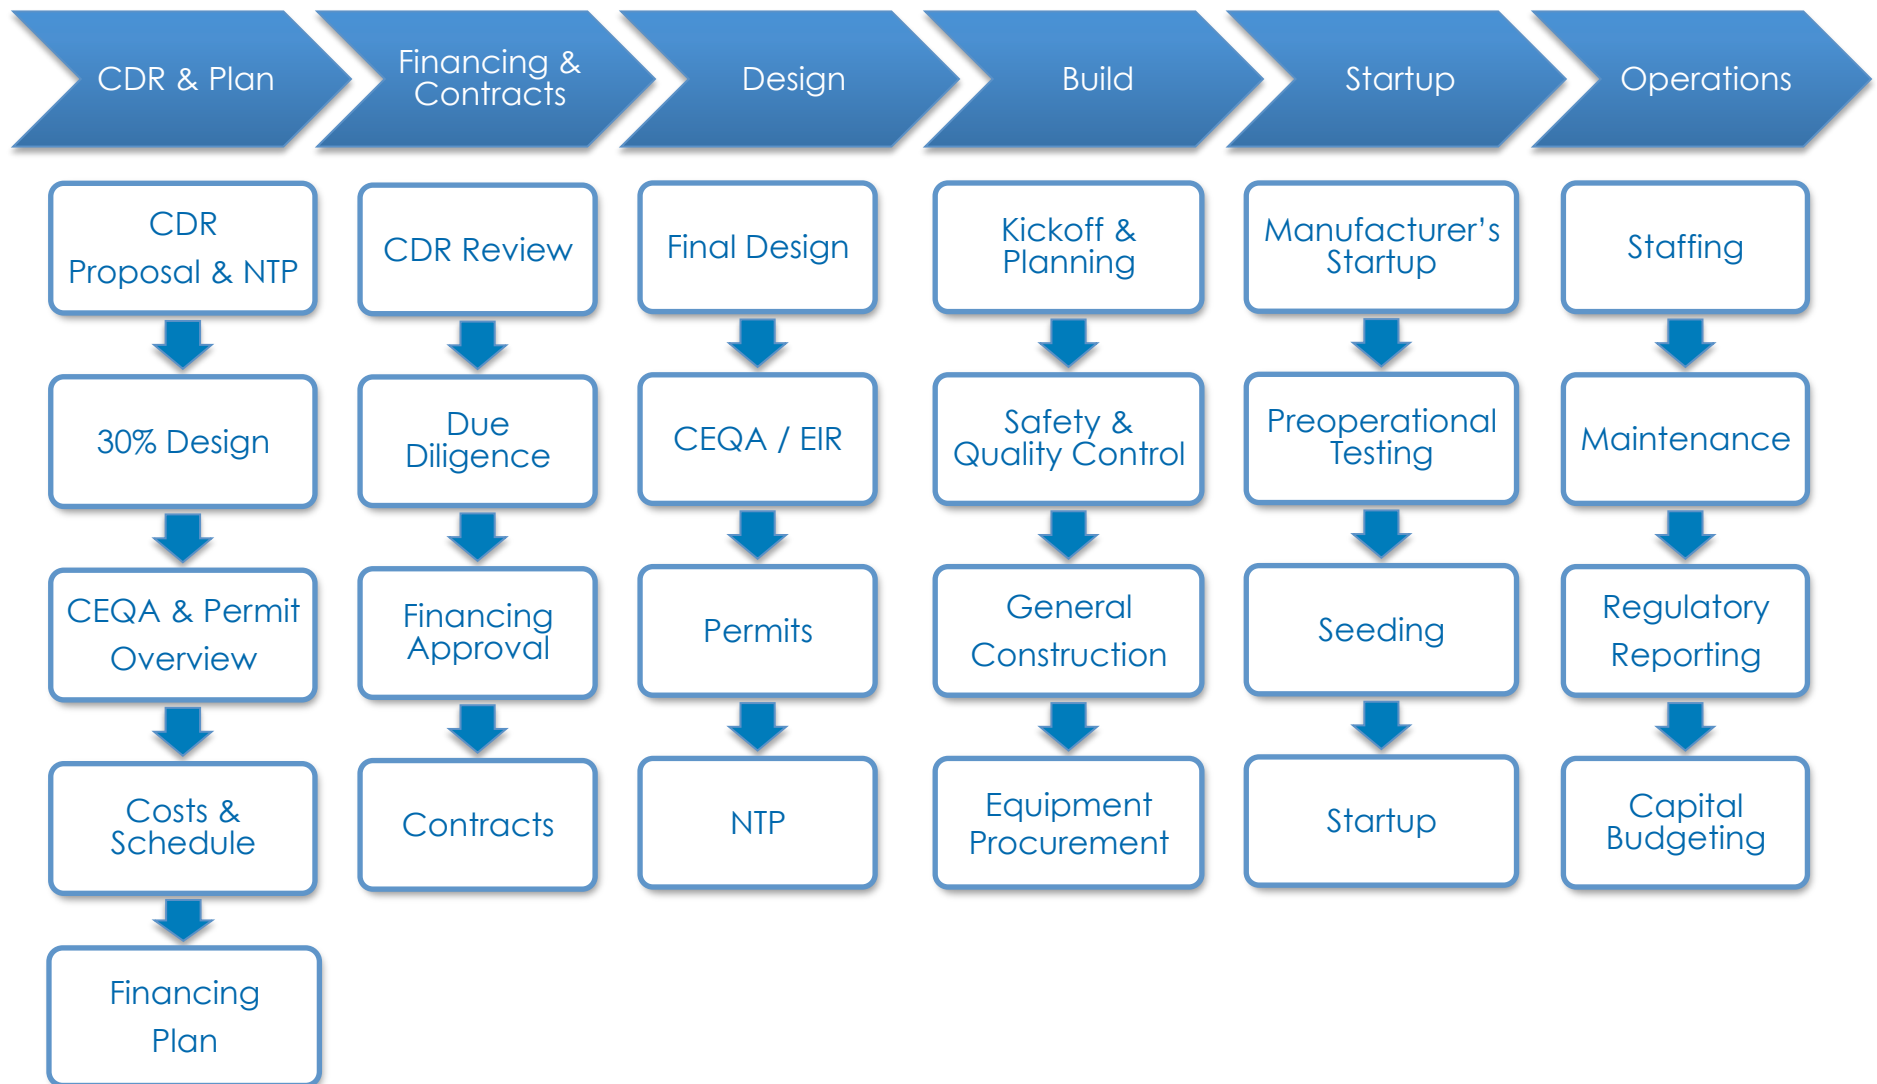 CDR & Plan
Financing &
Contracts
Design
Build
Startup
Operations
CDR
Proposal & NTP
30% Design
CEQA & Permit
Overview
Costs &
Schedule
Financing
Plan
CDR Review
Due
Diligence
Financing
Approval
Contracts
Final Design
CEQA / EIR
Permits
NTP
Kickoff &
Planning
Safety &
Quality Control
General
Construction
Equipment
Procurement
Manufacturer’s
Startup
Preoperational
Testing
Seeding
Startup
Staffing
Maintenance
Regulatory
Reporting
Capital
Budgeting